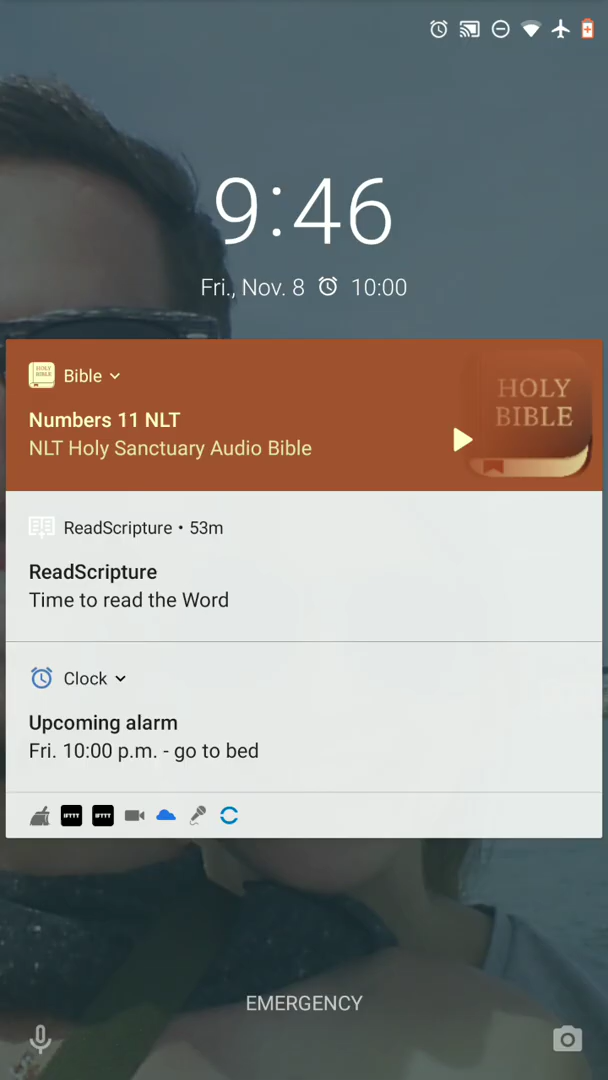 9:46
Fri., Nov. 8 10:00
Bible
HOLY
BIBLE
Numbers 11 NLT
NLT Holy Sanctuary Audio Bible
ReadScripture • 53m
ReadScripture
Time to read the Word
Clock
Upcoming alarm
Fri. 10:00 p.m. - go to bed
IFTTT IFTTT
EMERGENCY